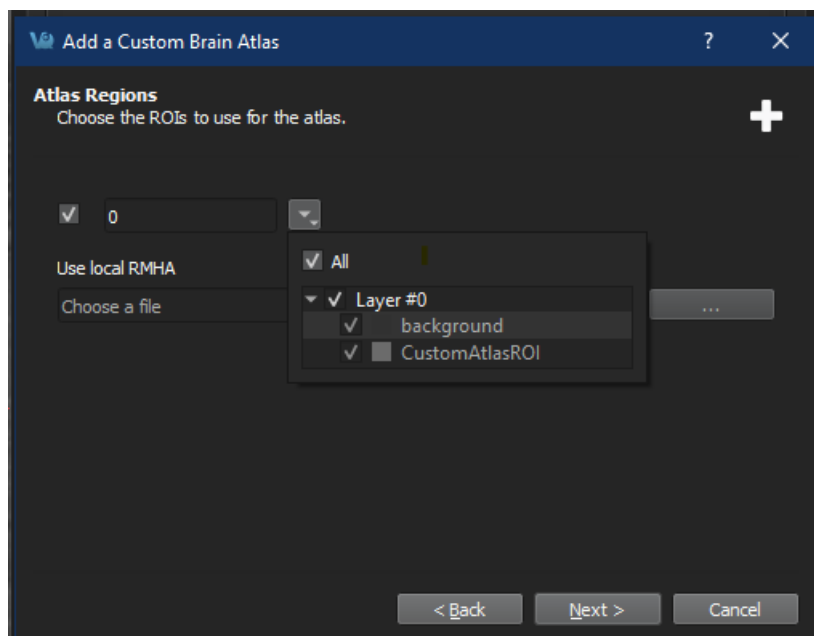 Add a Custom Brain Atlas ?
Atlas Regions
Choose the ROIs to use for the atlas.
0
All
Use local RMHA
Layer #0
Choose a file
...
background
CustomAtlasROI
< Back
Next >
Cancel